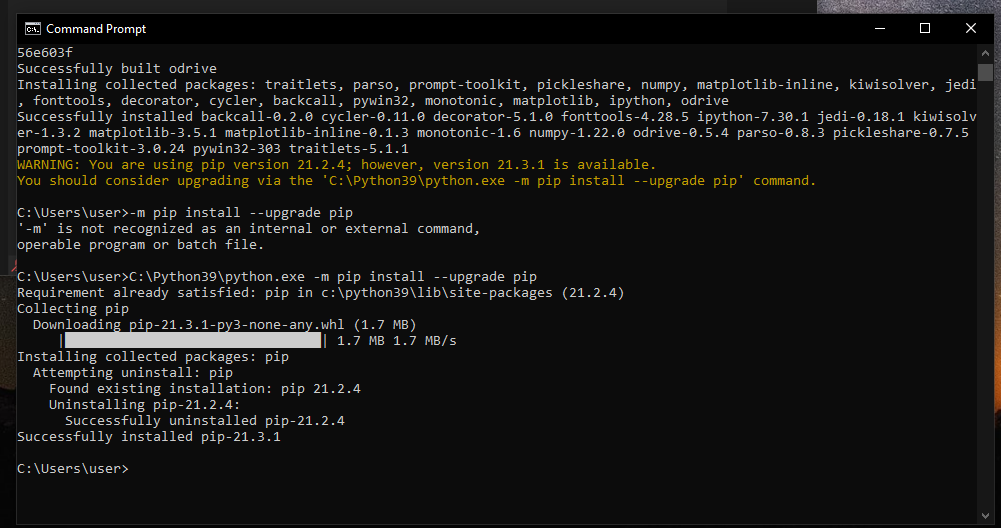 Command Prompt
56e603f
Successfully built odrive
Installing collected packages: traitlets, parso, prompt-toolkit, pickleshare, numpy, matplotlib-inline, kiwisolver, jedi
, fonttools, decorator, cycler, backcall, pywin32, monotonic, matplotlib, ipython, odrive
Successfully installed backcall-0.2.0 cycler-0.11.0 decorator-5.1.0 fonttools-4.28.5 ipython-7.30.1 jedi-0.18.1 kiwisolv
er-1.3.2 matplotlib-3.5.1 matplotlib-inline-0.1.3 monotonic-1.6 numpy-1.22.0 odrive-0.5.4 parso-0.8.3 pickleshare-0.7.5
prompt-toolkit-3.0.24 pywin32-303 traitlets-5.1.1
WARNING: You are using pip version 21.2.4; however, version 21.3.1 is available.
You should consider upgrading via the 'C:\Python39\python.exe -m pip install --upgrade pip' command.
C:\Users\user>-m pip install --upgrade pip
'-m' is not recognized as an internal or external command,
operable program or batch file.
C:\Users\user>C:\Python39\python.exe -m pip install --upgrade pip
Requirement already satisfied: pip in c:\python39\lib\site-packages (21.2.4)
Collecting pip
Downloading pip-21.3.1-py3-none-any.whl (1.7 MB)
| | 1.7 MB 1.7 MB/s
Installing collected packages: pip
Attempting uninstall: pip
Found existing installation: pip 21.2.4
Uninstalling pip-21.2.4:
Successfully uninstalled pip-21.2.4
Successfully installed pip-21.3.1
C:\Users\user>